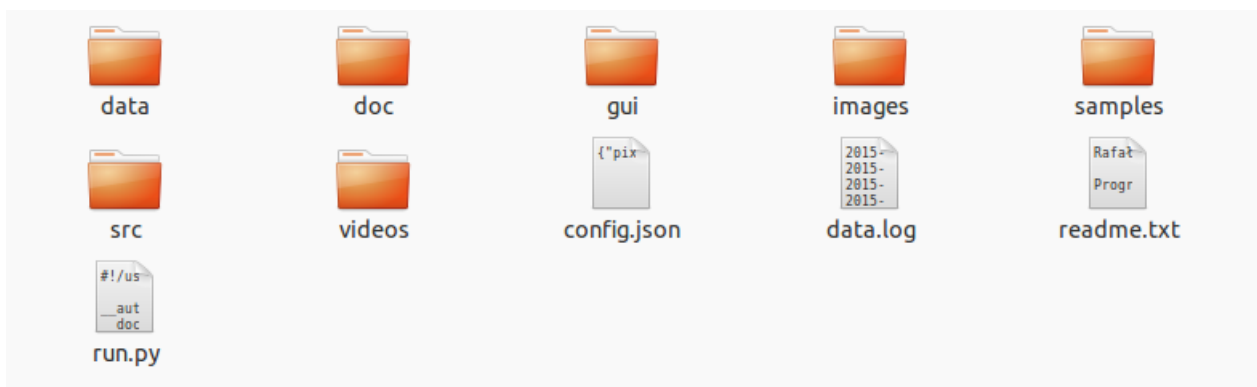 data doc gui images samples
{"pix 2015- Rafał
2015-
2015- Progr
2015-
src videos config.json data.log readme.txt
#!/us
__aut
doc
run.py